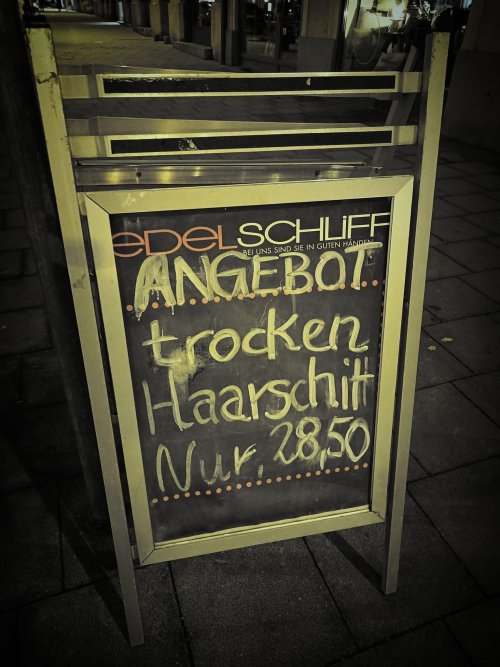 EDELSCHLiFF
BEI UNS SIND SIE IN GUTEN HÄNDEN
ANGEBOT
trocken
Haarschitt
Nur. 28,50